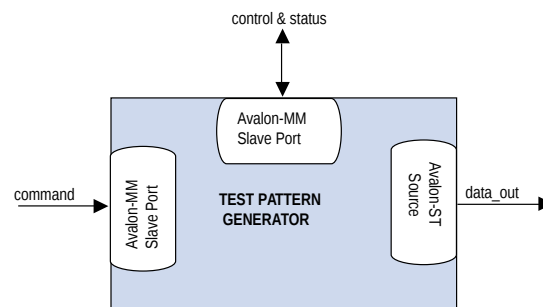 control & status
Avalon-MM
Slave Port
command
Avalon-MM
Slave Port
TEST PATTERN
GENERATOR
Avalon-ST
Source
data_out